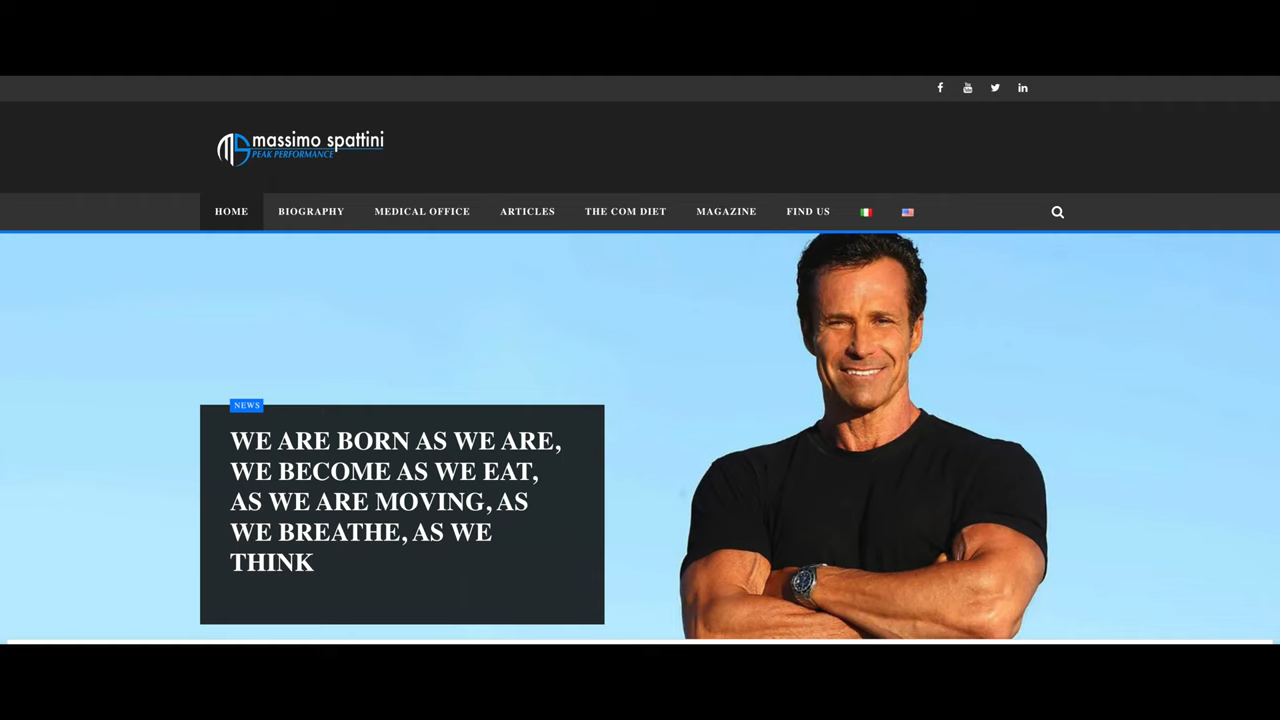 massimo spattini
PEAK PERFORMANCE
HOME BIOGRAPHY MEDICAL OFFICE ARTICLES THE COM DIET MAGAZINE FIND US
NEWS
WE ARE BORN AS WE ARE,
WE BECOME AS WE EAT,
AS WE ARE MOVING, AS
WE BREATHE, AS WE
THINK